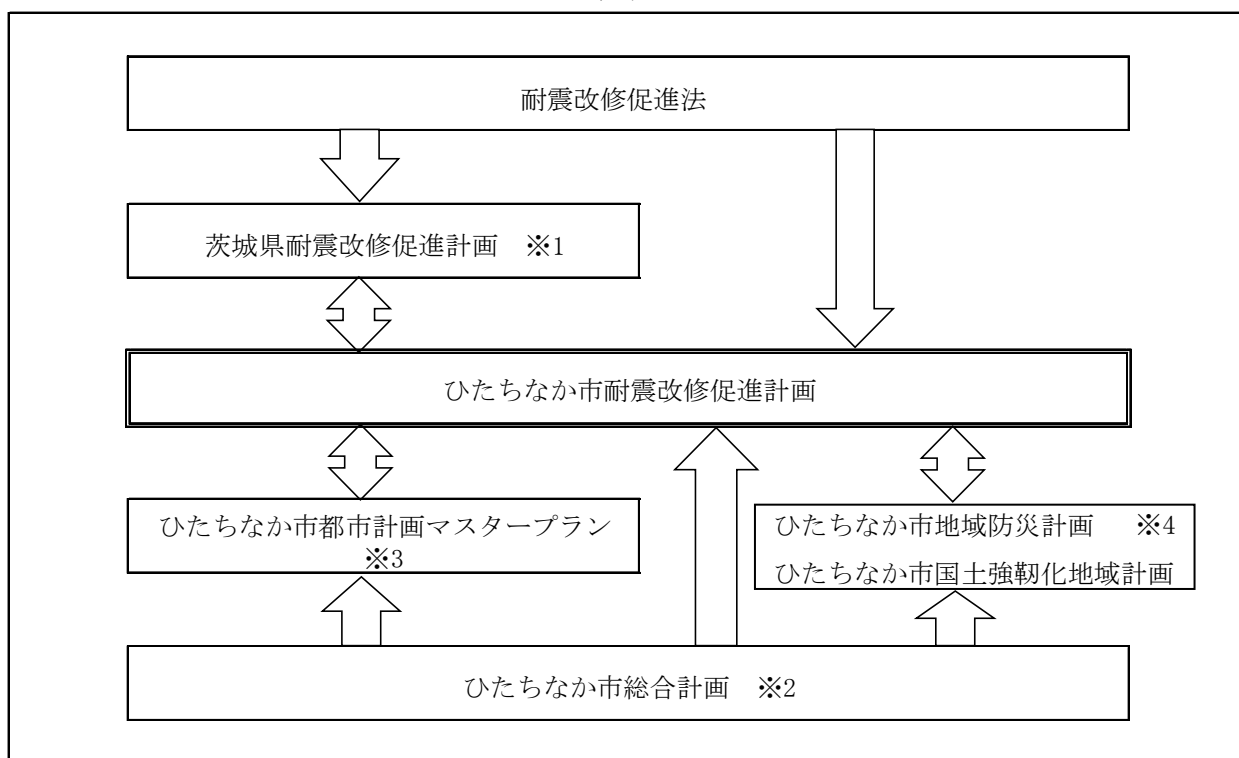 耐震改修促進法
茨城県耐震改修促進計画　※1
ひたちなか市耐震改修促進計画
ひたちなか市都市計画マスタープラン
※3
ひたちなか市地域防災計画　※4
ひたちなか市国土強靭化地域計画
ひたちなか市総合計画　※2